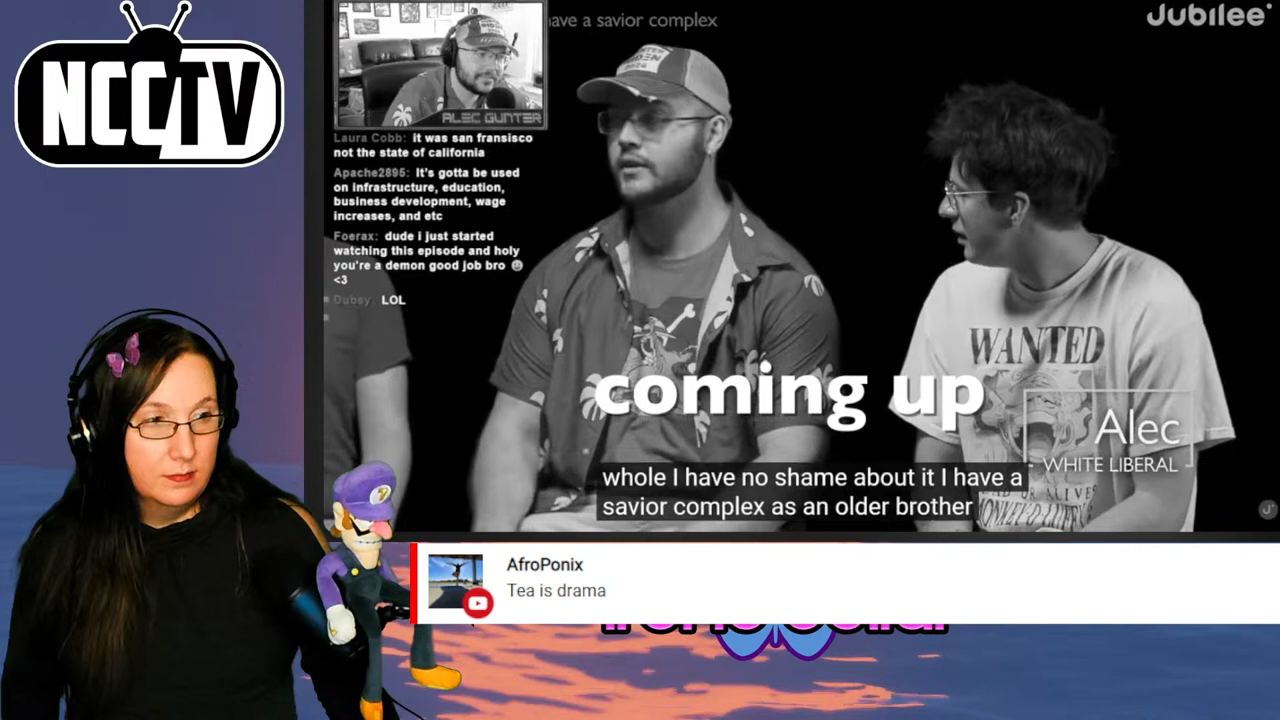 NCCTV
have a savior complex
Jubilee
ALEC GUNTER
Laura Cobb: it was san fransisco
not the state of california
Apache2895: It's gotta be used
on infrastructure, education,
business development, wage
increases, and etc
Foerax: dude i just started
watching this episode and holy
you're a demon good job bro
<3
Dubsy: LOL
WANTED
coming up
Alec
WHITE LIBERAL
whole I have no shame about it I have a
savior complex as an older brother
AfroPonix
Tea is drama